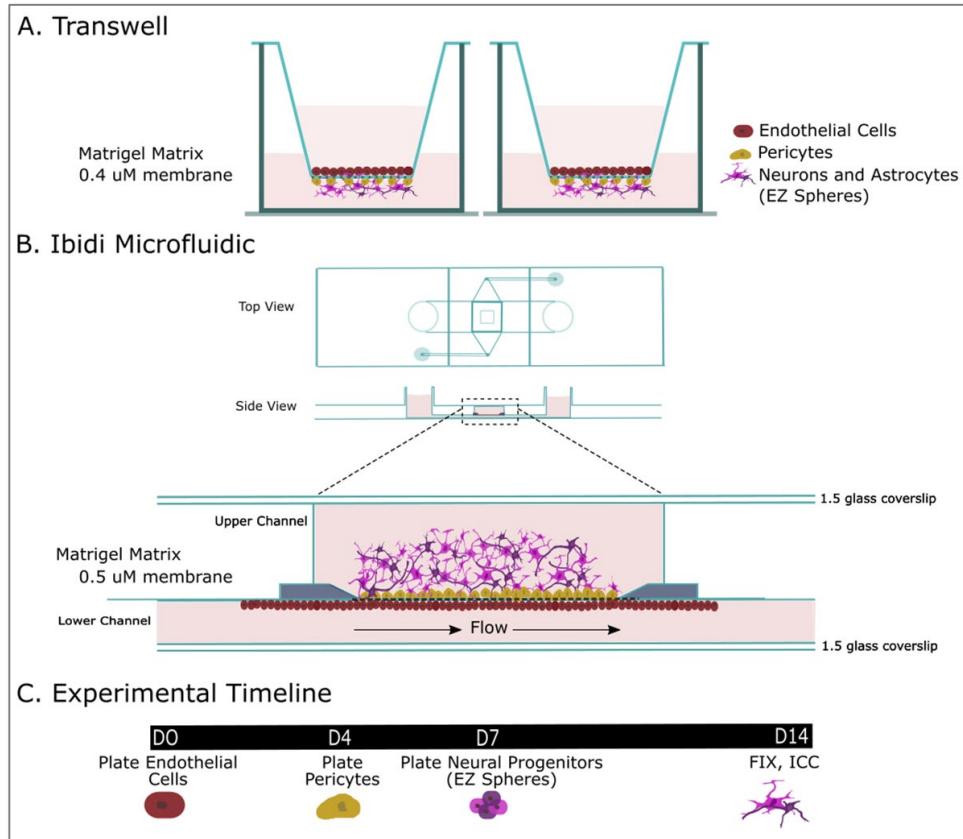 A. Transwell
Matrigel Matrix
0.4 uM membrane
Endothelial Cells
Pericytes
Neurons and Astrocytes
(EZ Spheres)
B. Ibidi Microfluidic
Top View
Side View
1.5 glass coverslip
Upper Channel
Matrigel Matrix
0.5 uM membrane
Lower Channel
Flow
1.5 glass coverslip
C. Experimental Timeline
D0 D4 D7 D14
Plate Endothelial
Cells
Plate
Pericytes
Plate Neural Progenitors
(EZ Spheres)
FIX, ICC